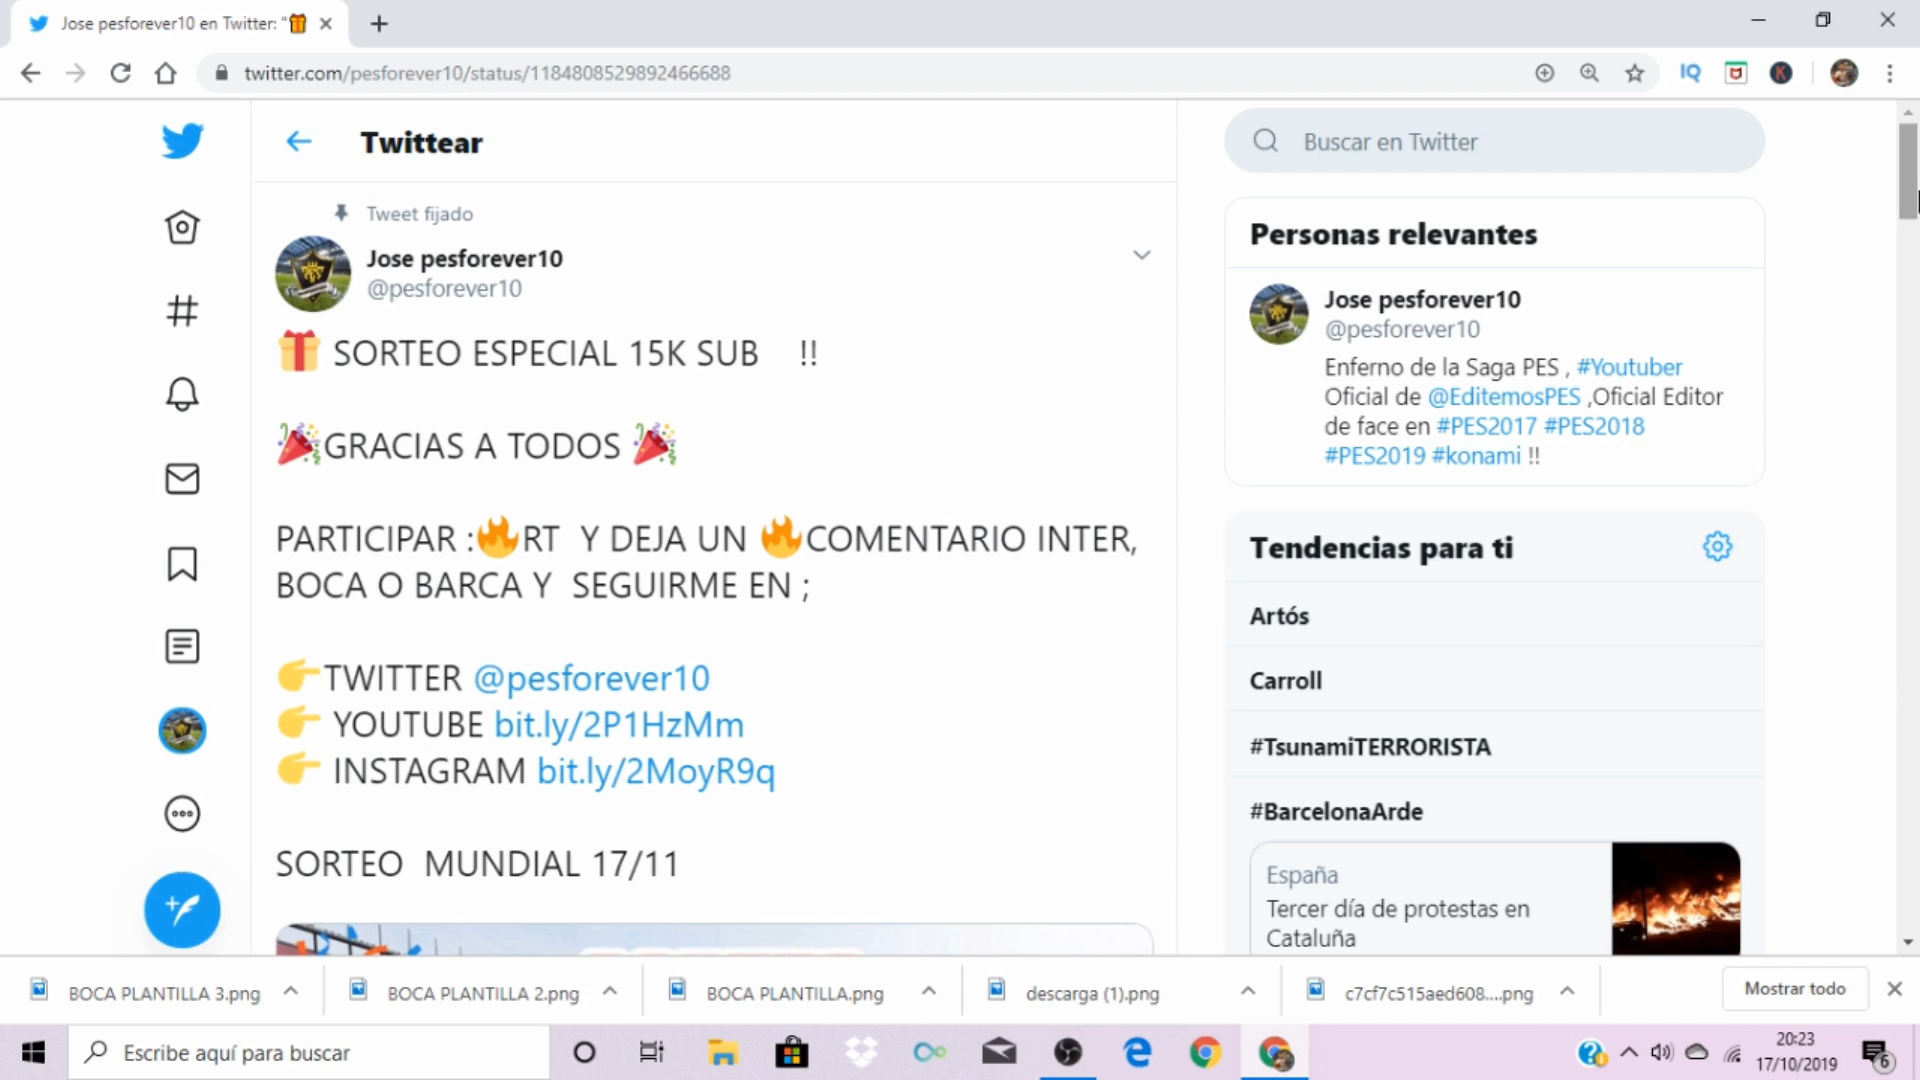 Jose pesforever10 en Twitter: "🎁
twitter.com/pesforever10/status/1184808529892466688
Twittear
Tweet fijado
Jose pesforever10
@pesforever10
🎁 SORTEO ESPECIAL 15K SUB !!
🎉GRACIAS A TODOS 🎉
PARTICIPAR :🔥RT Y DEJA UN 🔥COMENTARIO INTER,
BOCA O BARCA Y SEGUIRME EN ;
👉TWITTER @pesforever10
👉 YOUTUBE bit.ly/2P1HzMm
👉 INSTAGRAM bit.ly/2MoyR9q
SORTEO MUNDIAL 17/11
Buscar en Twitter
Personas relevantes
Jose pesforever10
@pesforever10
Enferno de la Saga PES , #Youtuber
Oficial de @EditemosPES ,Oficial Editor
de face en #PES2017 #PES2018
#PES2019 #konami !!
Tendencias para ti
Artós
Carroll
#TsunamiTERRORISTA
#BarcelonaArde
España
Tercer día de protestas en
Cataluña
BOCA PLANTILLA 3.png
BOCA PLANTILLA 2.png
BOCA PLANTILLA.png
descarga (1).png
c7cf7c515aed608....png
Mostrar todo
Escribe aquí para buscar
20:23
17/10/2019
6